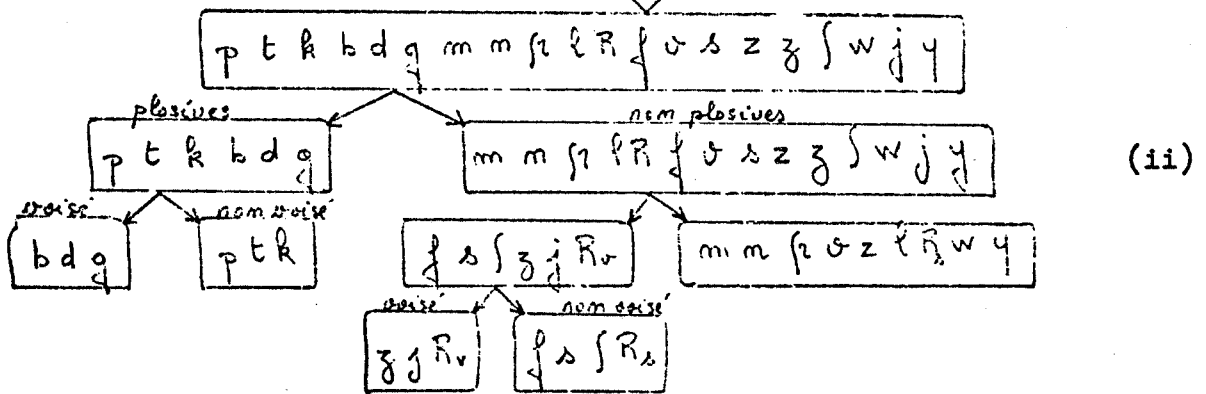 p t k b d g m n ɲ l R f v s z ʒ ʃ w j ɥ
plosives
non plosives
p t k b d g
m n ɲ l R f v s z ʒ ʃ w j ɥ
(ii)
voisé
non voisé
b d g
p t k
f s ʃ ʒ j Rᵥ
m n ɲ v z l Rₛ w ɥ
voisé
non voisé
ʒ j Rᵥ
f s ʃ Rₛ